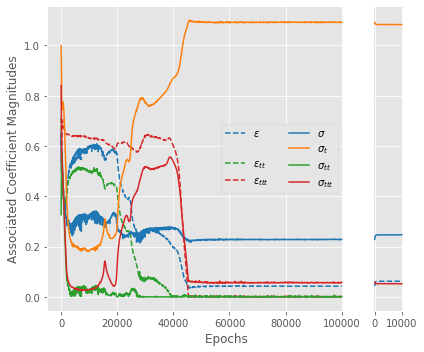 Associated Coefficient Magnitudes
1.0
0.8
0.6
0.4
0.2
0.0
ε σ
σ_t
ε_tt σ_tt
ε_ttt σ_ttt
0 20000 40000 60000 80000 100000 0 10000
Epochs